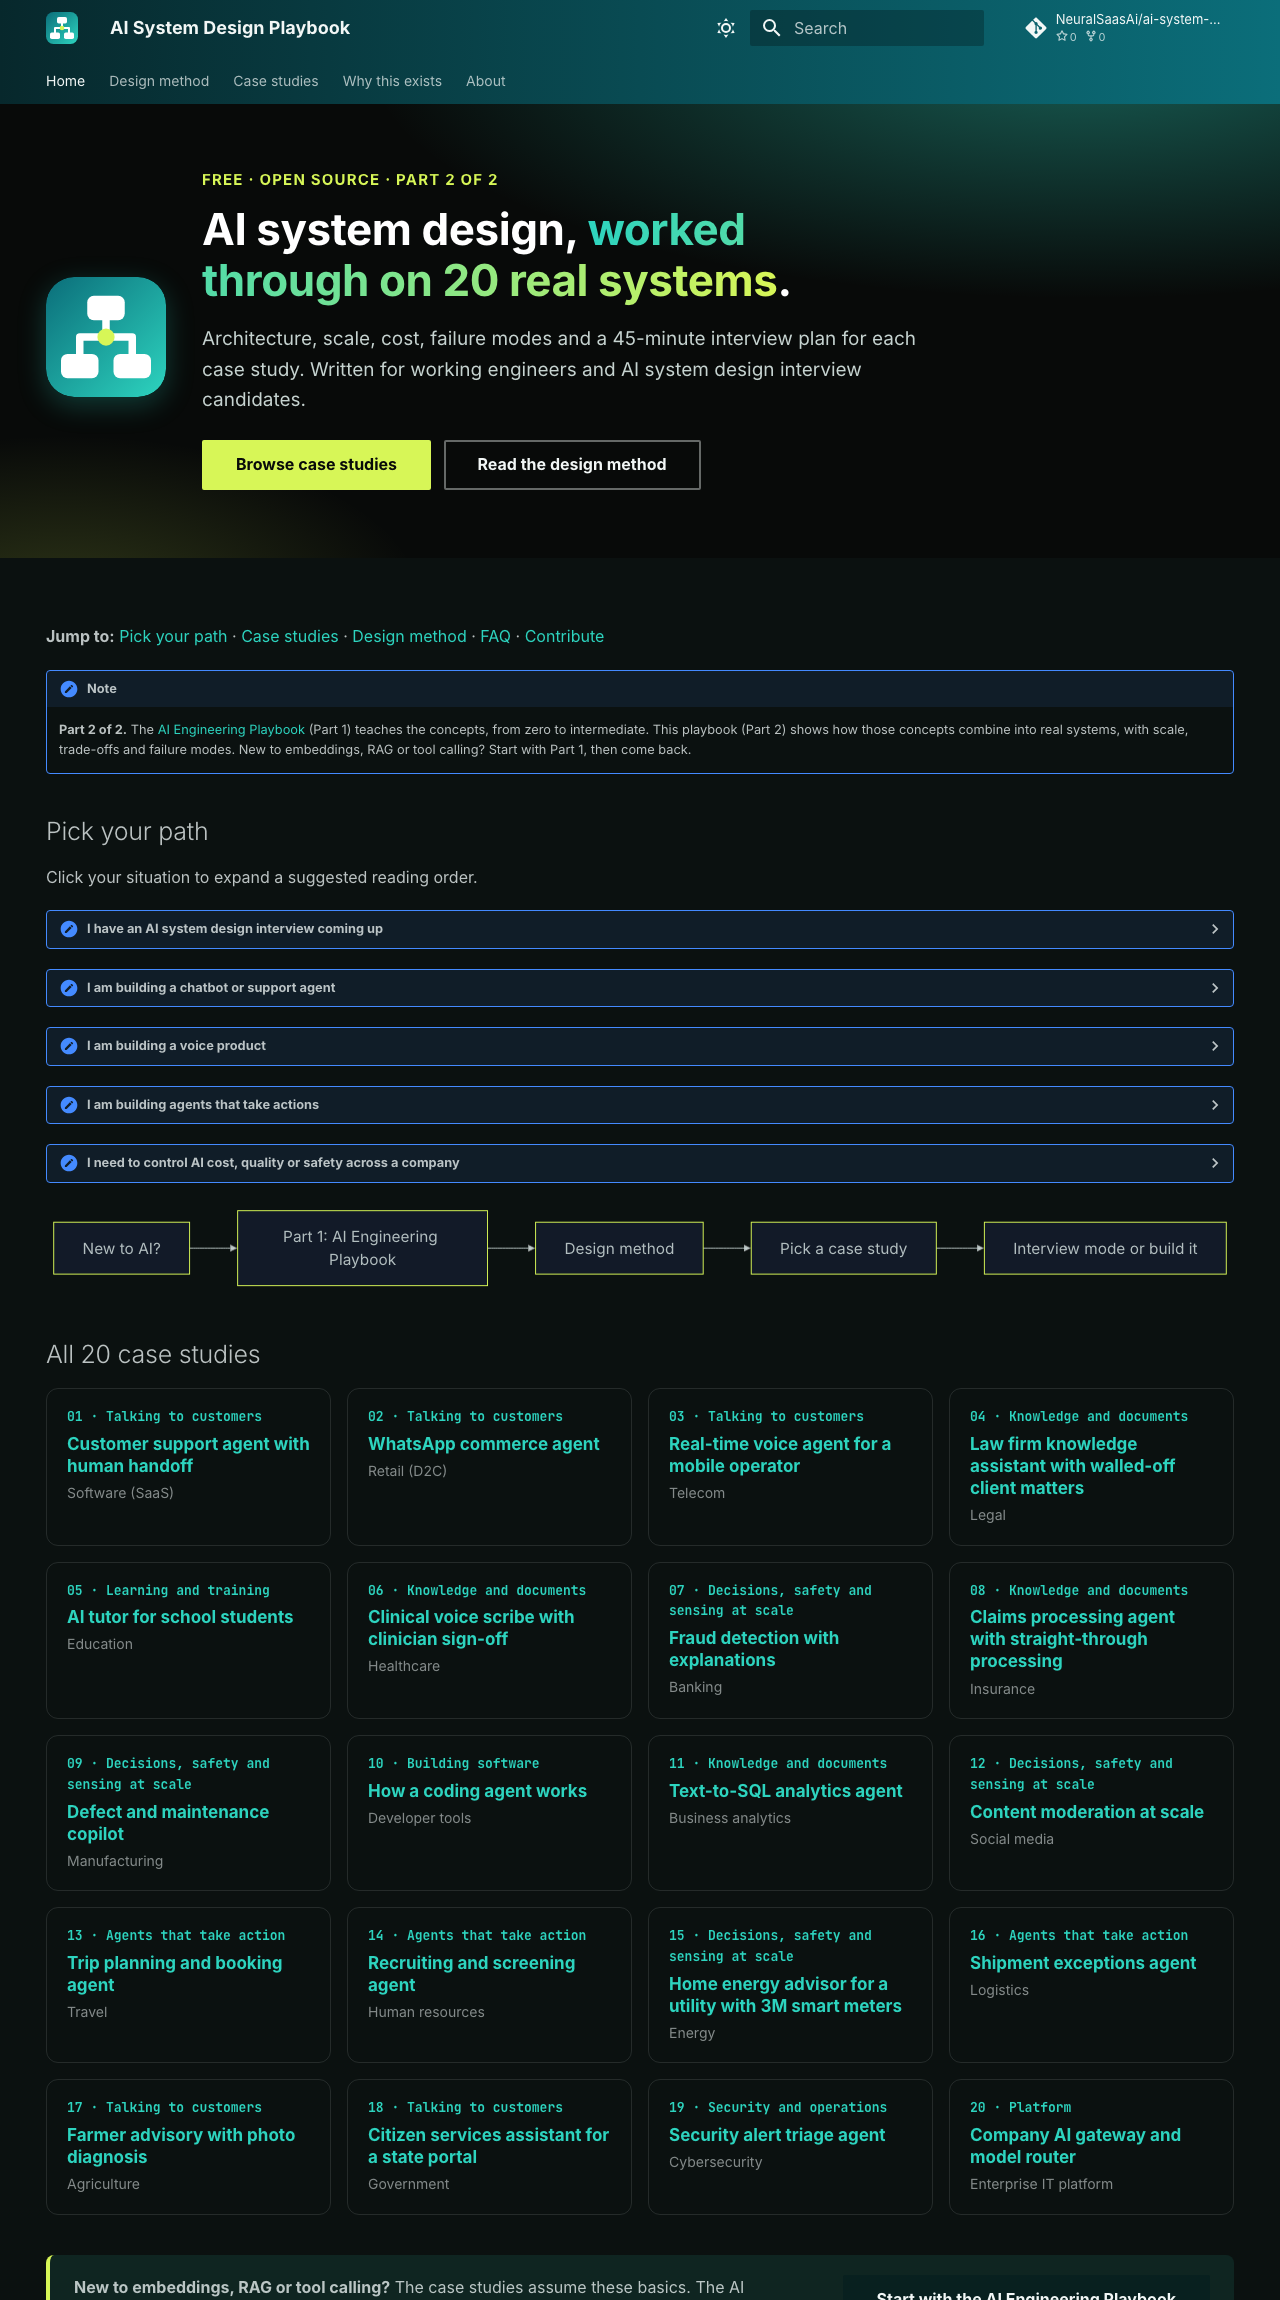 AI System Design Playbook
Search
NeuralSaasAi/ai-system-...
0 0
Home Design method Case studies Why this exists About
FREE · OPEN SOURCE · PART 2 OF 2
AI system design, worked
through on 20 real systems.
Architecture, scale, cost, failure modes and a 45-minute interview plan for each
case study. Written for working engineers and AI system design interview
candidates.
Browse case studies
Read the design method
Jump to: Pick your path · Case studies · Design method · FAQ · Contribute
Note
Part 2 of 2. The AI Engineering Playbook (Part 1) teaches the concepts, from zero to intermediate. This playbook (Part 2) shows how those concepts combine into real systems, with scale,
trade-offs and failure modes. New to embeddings, RAG or tool calling? Start with Part 1, then come back.
Pick your path
Click your situation to expand a suggested reading order.
I have an AI system design interview coming up
I am building a chatbot or support agent
I am building a voice product
I am building agents that take actions
I need to control AI cost, quality or safety across a company
New to AI?
Part 1: AI Engineering
Playbook
Design method
Pick a case study
Interview mode or build it
All 20 case studies
01 · Talking to customers
Customer support agent with
human handoff
Software (SaaS)
02 · Talking to customers
WhatsApp commerce agent
Retail (D2C)
03 · Talking to customers
Real-time voice agent for a
mobile operator
Telecom
04 · Knowledge and documents
Law firm knowledge
assistant with walled-off
client matters
Legal
05 · Learning and training
AI tutor for school students
Education
06 · Knowledge and documents
Clinical voice scribe with
clinician sign-off
Healthcare
07 · Decisions, safety and
sensing at scale
Fraud detection with
explanations
Banking
08 · Knowledge and documents
Claims processing agent
with straight-through
processing
Insurance
09 · Decisions, safety and
sensing at scale
Defect and maintenance
copilot
Manufacturing
10 · Building software
How a coding agent works
Developer tools
11 · Knowledge and documents
Text-to-SQL analytics agent
Business analytics
12 · Decisions, safety and
sensing at scale
Content moderation at scale
Social media
13 · Agents that take action
Trip planning and booking
agent
Travel
14 · Agents that take action
Recruiting and screening
agent
Human resources
15 · Decisions, safety and
sensing at scale
Home energy advisor for a
utility with 3M smart meters
Energy
16 · Agents that take action
Shipment exceptions agent
Logistics
17 · Talking to customers
Farmer advisory with photo
diagnosis
Agriculture
18 · Talking to customers
Citizen services assistant for
a state portal
Government
19 · Security and operations
Security alert triage agent
Cybersecurity
20 · Platform
Company AI gateway and
model router
Enterprise IT platform
New to embeddings, RAG or tool calling? The case studies assume these basics. The AI
Start with the AI Engineering Playbook